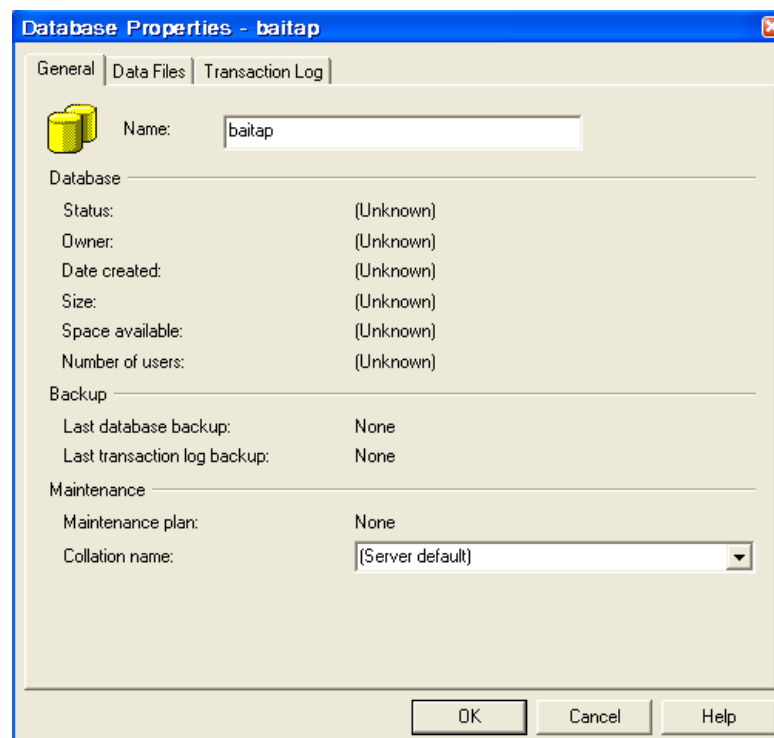 Database Properties - baitap
General Data Files Transaction Log
Name: baitap
Database
Status: (Unknown)
Owner: (Unknown)
Date created: (Unknown)
Size: (Unknown)
Space available: (Unknown)
Number of users: (Unknown)
Backup
Last database backup: None
Last transaction log backup: None
Maintenance
Maintenance plan: None
Collation name: (Server default)
OK Cancel Help